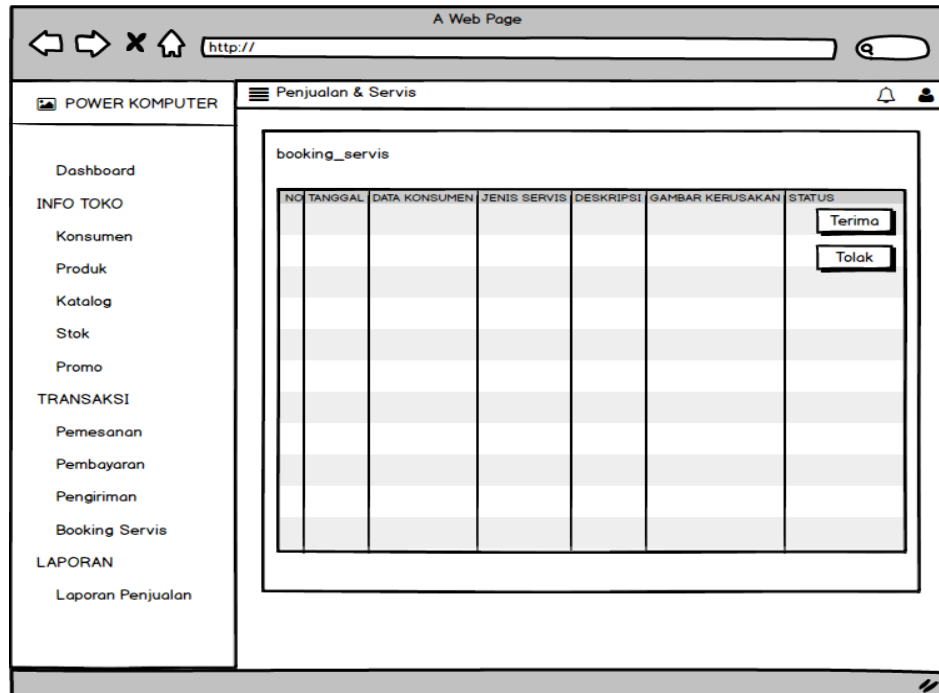 A Web Page
http://
POWER KOMPUTER
Penjualan & Servis
Dashboard
INFO TOKO
Konsumen
Produk
Katalog
Stok
Promo
TRANSAKSI
Pemesanan
Pembayaran
Pengiriman
Booking Servis
LAPORAN
Laporan Penjualan
booking_servis
NO TANGGAL DATA KONSUMEN JENIS SERVIS DESKRIPSI GAMBAR KERUSAKAN STATUS
Terima
Tolak